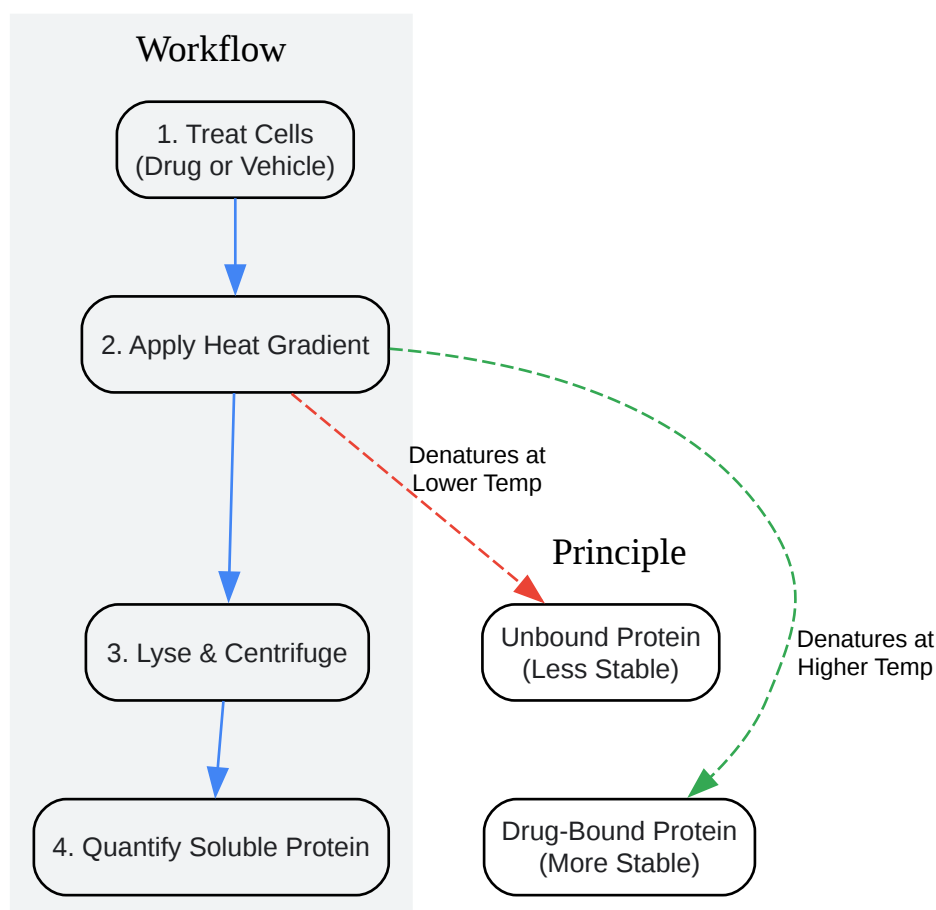 Workflow
1. Treat Cells
(Drug or Vehicle)
2. Apply Heat Gradient
Denatures at
Lower Temp
Principle
3. Lyse & Centrifuge
Unbound Protein
(Less Stable)
Denatures at
Higher Temp
4. Quantify Soluble Protein
Drug-Bound Protein
(More Stable)